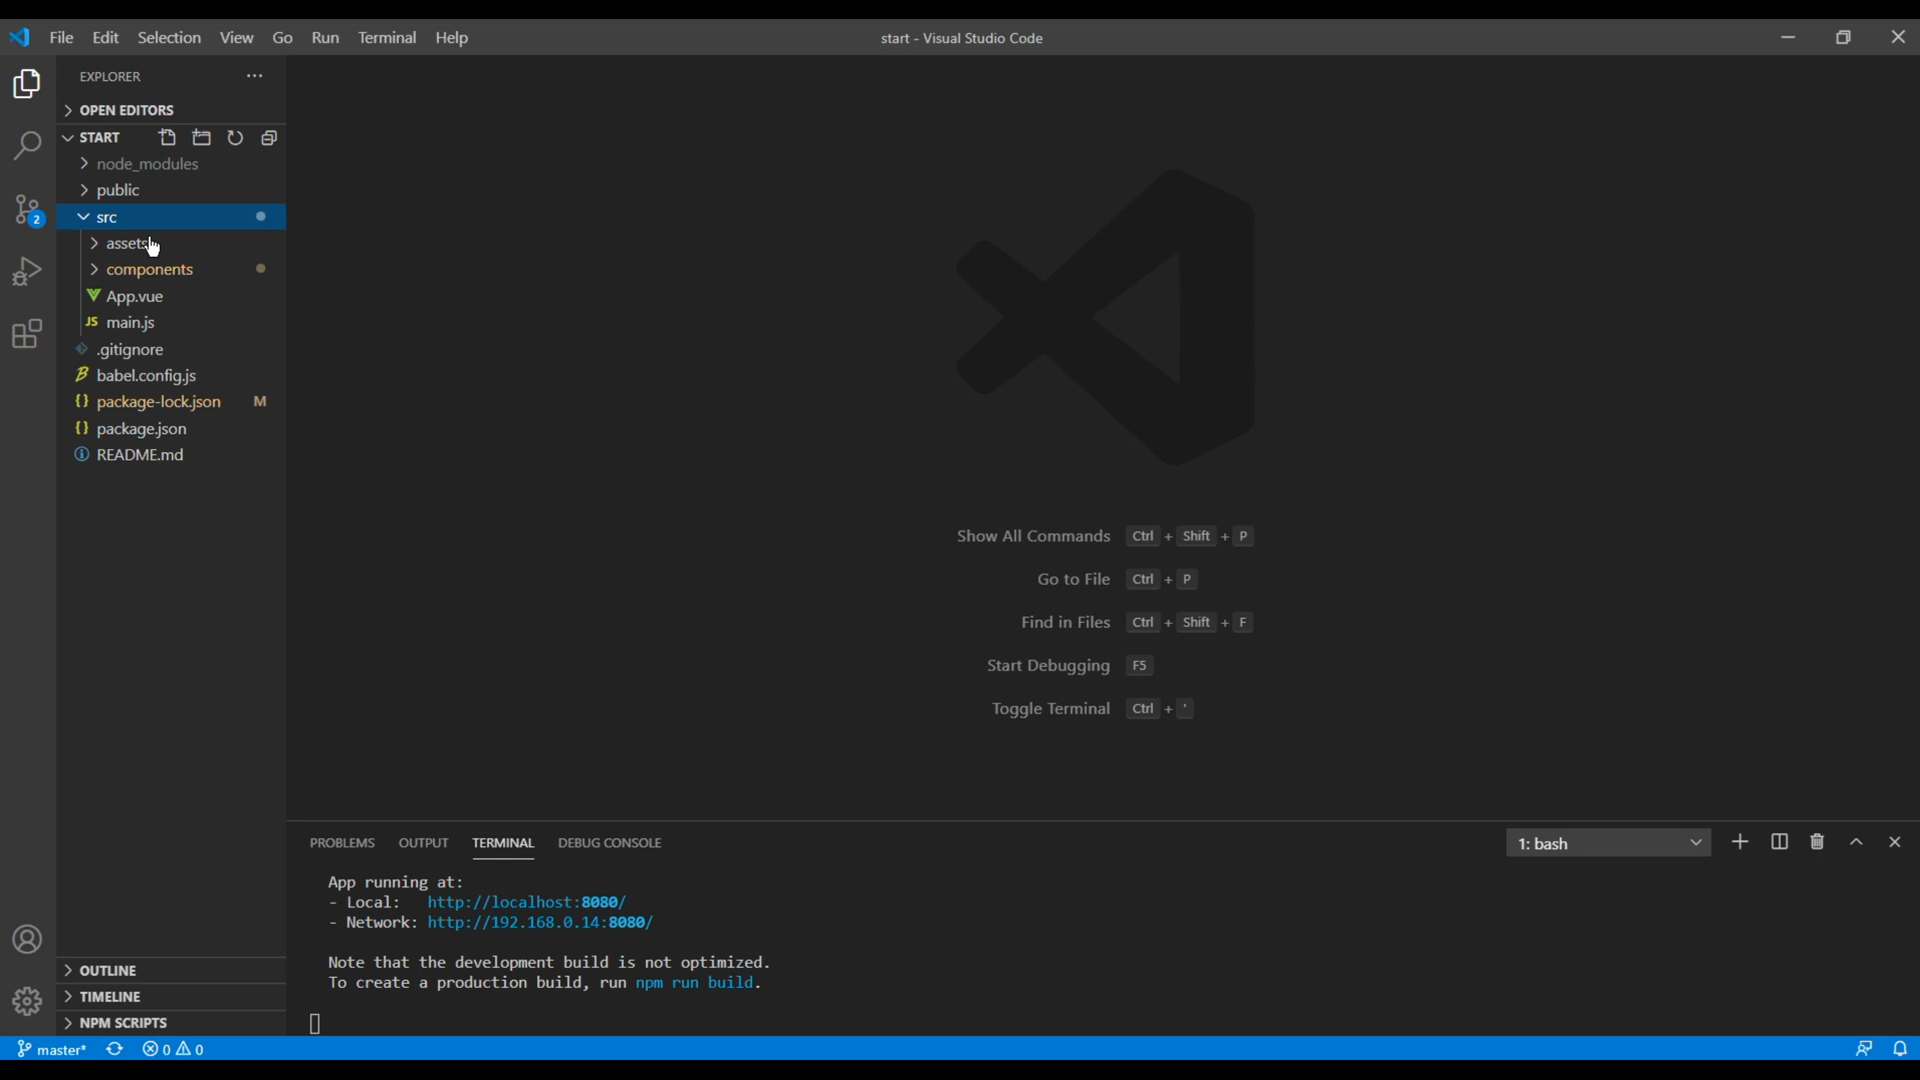 File Edit Selection View Go Run Terminal Help
start - Visual Studio Code
EXPLORER
OPEN EDITORS
START
node_modules
public
src
assets
components
App.vue
JS main.js
.gitignore
babel.config.js
{} package-lock.json M
{} package.json
README.md
2
Show All Commands Ctrl + Shift + P
Go to File Ctrl + P
Find in Files Ctrl + Shift + F
Start Debugging F5
Toggle Terminal Ctrl + '
PROBLEMS OUTPUT TERMINAL DEBUG CONSOLE
1: bash
App running at:
- Local: http://localhost:8080/
- Network: http://192.168.0.14:8080/
Note that the development build is not optimized.
To create a production build, run npm run build.
OUTLINE
TIMELINE
NPM SCRIPTS
master* 0 0